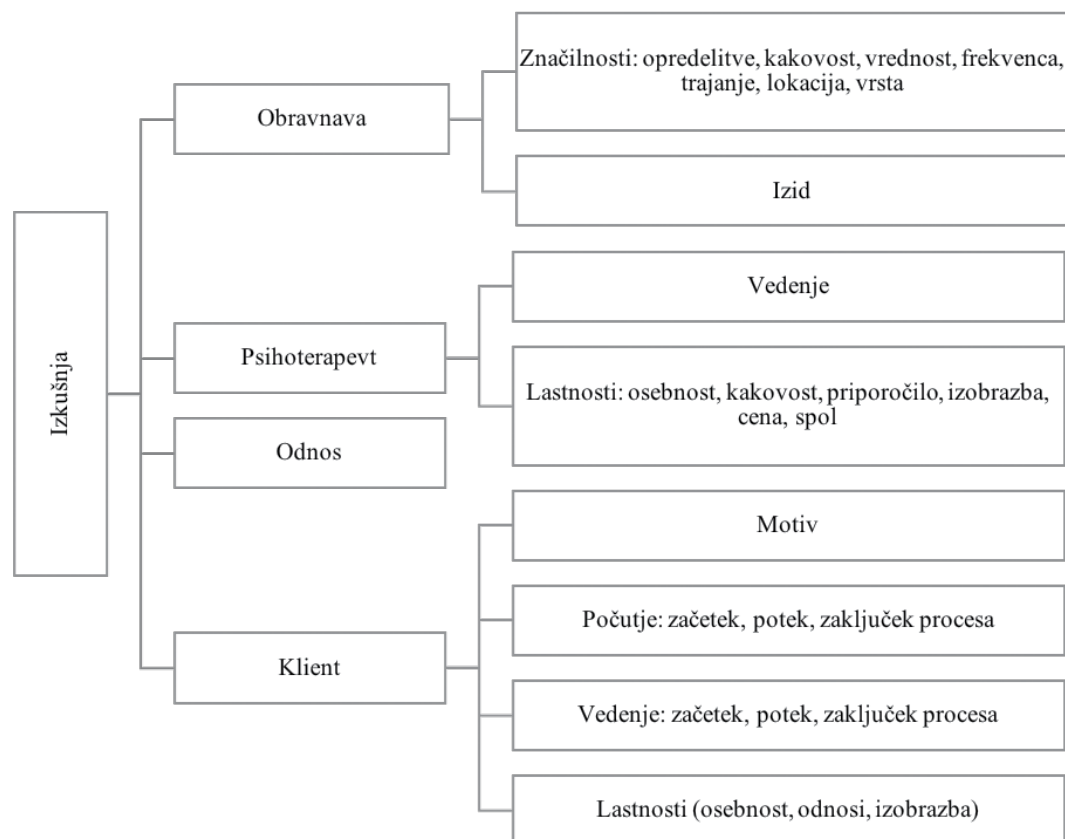 Izkušnja
Obravnava
Značilnosti: opredelitve, kakovost, vrednost, frekvenca,
trajanje, lokacija, vrsta
Izid
Psihoterapevt
Vedenje
Lastnosti: osebnost, kakovost, priporočilo, izobrazba,
cena, spol
Odnos
Klient
Motiv
Počutje: začetek, potek, zaključek procesa
Vedenje: začetek, potek, zaključek procesa
Lastnosti (osebnost, odnosi, izobrazba)